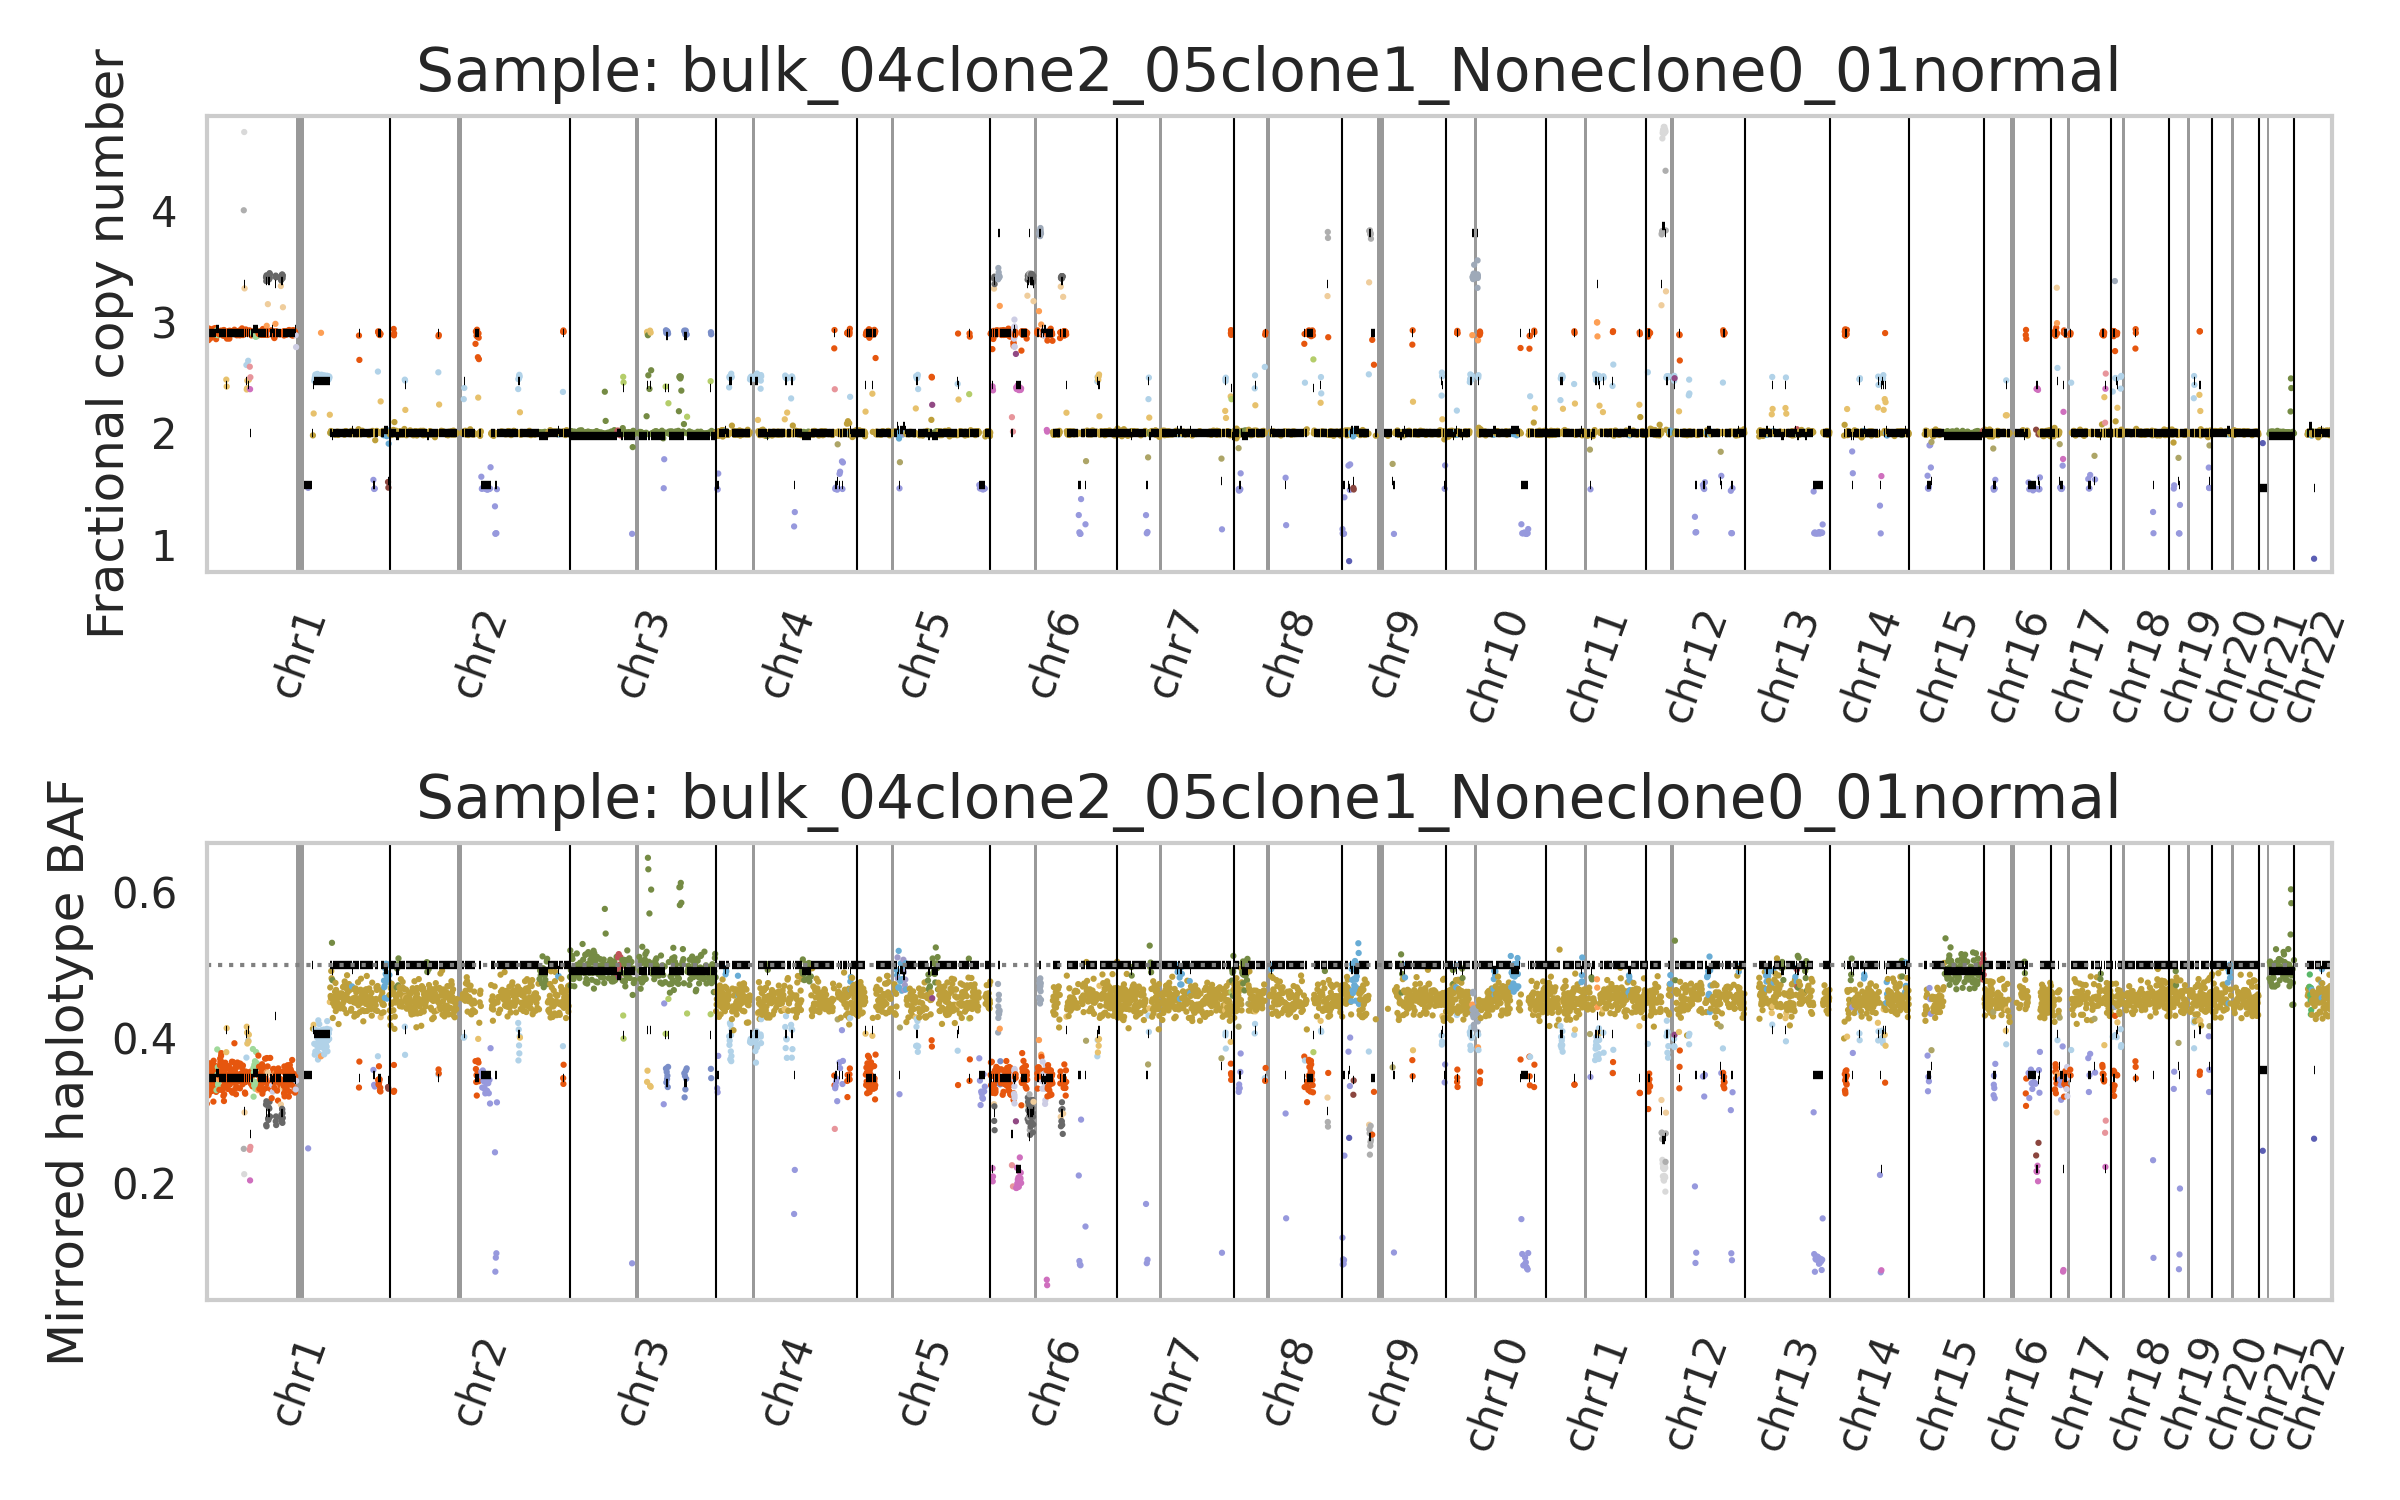 Sample: bulk_04clone2_05clone1_Noneclone0_01normal
Fractional copy number
4
3
2
1
chr1 chr2 chr3 chr4 chr5 chr6 chr7 chr8 chr9 chr10 chr11 chr12 chr13 chr14 chr15 chr16 chr17 chr18 chr19 chr20 chr21 chr22
Sample: bulk_04clone2_05clone1_Noneclone0_01normal
Mirrored haplotype BAF
0.6
0.4
0.2
chr1 chr2 chr3 chr4 chr5 chr6 chr7 chr8 chr9 chr10 chr11 chr12 chr13 chr14 chr15 chr16 chr17 chr18 chr19 chr20 chr21 chr22